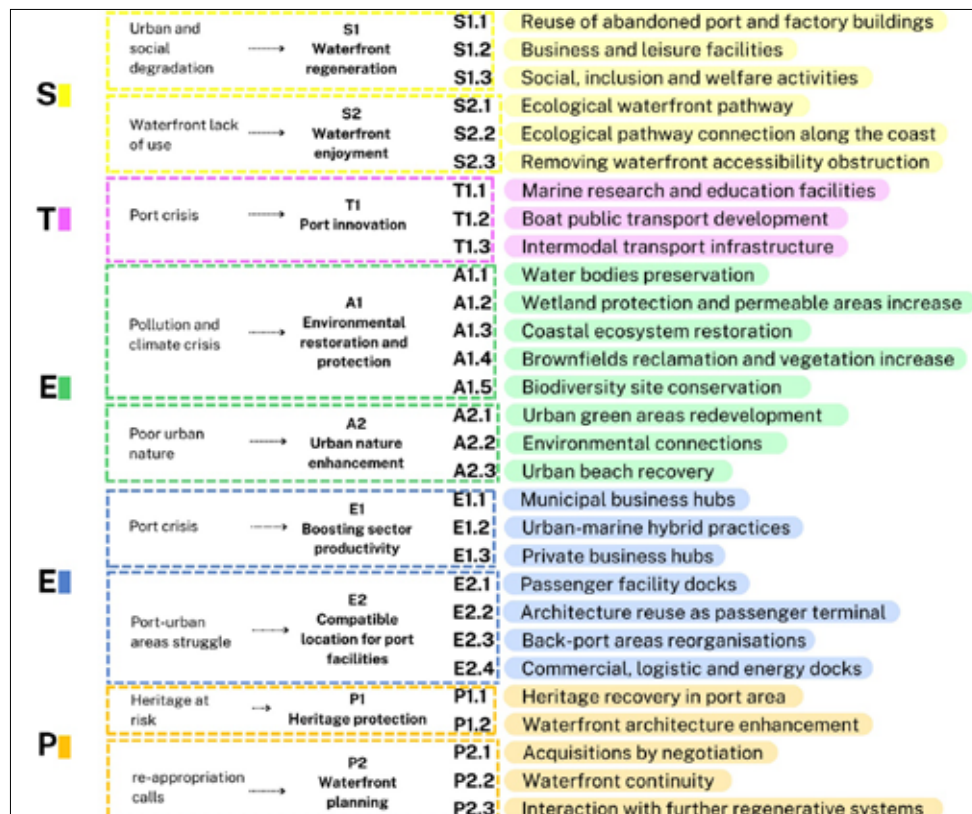 S
Urban and
social
degradation
S1
Waterfront
regeneration
S1.1 Reuse of abandoned port and factory buildings
S1.2 Business and leisure facilities
S1.3 Social, inclusion and welfare activities
Waterfront lack
of use
S2
Waterfront
enjoyment
S2.1 Ecological waterfront pathway
S2.2 Ecological pathway connection along the coast
S2.3 Removing waterfront accessibility obstruction
T
Port crisis
T1
Port innovation
T1.1 Marine research and education facilities
T1.2 Boat public transport development
T1.3 Intermodal transport infrastructure
E
Pollution and
climate crisis
A1
Environmental
restoration and
protection
A1.1 Water bodies preservation
A1.2 Wetland protection and permeable areas increase
A1.3 Coastal ecosystem restoration
A1.4 Brownfields reclamation and vegetation increase
A1.5 Biodiversity site conservation
Poor urban
nature
A2
Urban nature
enhancement
A2.1 Urban green areas redevelopment
A2.2 Environmental connections
A2.3 Urban beach recovery
E
Port crisis
E1
Boosting sector
productivity
E1.1 Municipal business hubs
E1.2 Urban-marine hybrid practices
E1.3 Private business hubs
Port-urban
areas struggle
E2
Compatible
location for port
facilities
E2.1 Passenger facility docks
E2.2 Architecture reuse as passenger terminal
E2.3 Back-port areas reorganisations
E2.4 Commercial, logistic and energy docks
P
Heritage at
risk
P1
Heritage protection
P1.1 Heritage recovery in port area
P1.2 Waterfront architecture enhancement
re-appropriation
calls
P2
Waterfront
planning
P2.1 Acquisitions by negotiation
P2.2 Waterfront continuity
P2.3 Interaction with further regenerative systems